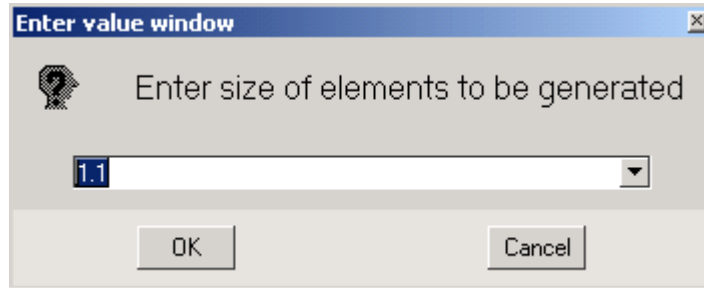 Enter value window
Enter size of elements to be generated
1.1
OK
Cancel